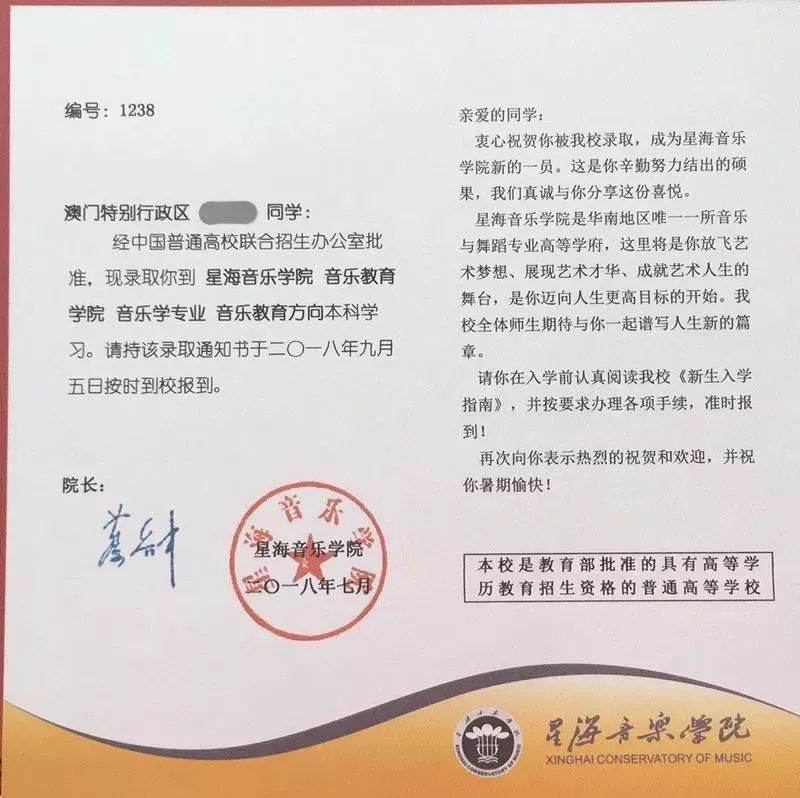 编号：1238
澳门特别行政区 同学：
经中国普通高校联合招生办公室批
准，现录取你到 星海音乐学院 音乐教育
学院 音乐学专业 音乐教育方向本科学
习。请持该录取通知书于二〇一八年九月
五日按时到校报到。
院长：
星海音乐学院
星海音乐学院
二〇一八年七月
亲爱的同学：
衷心祝贺你被我校录取，成为星海音乐
学院新的一员。这是你辛勤努力结出的硕
果，我们真诚与你分享这份喜悦。
星海音乐学院是华南地区唯一一所音乐
与舞蹈专业高等学府，这里将是你放飞艺
术梦想、展现艺术才华、成就艺术人生的
舞台，是你迈向人生更高目标的开始。我
校全体师生期待与你一起谱写人生新的篇
章。
请你在入学前认真阅读我校《新生入学
指南》，并按要求办理各项手续，准时报
到！
再次向你表示热烈的祝贺和欢迎，并祝
你暑期愉快！
本校是教育部批准的具有高等学
历教育招生资格的普通高等学校
星海音乐学院
XINGHAI CONSERVATORY OF MUSIC
星海音樂學院
XINGHAI CONSERVATORY OF MUSIC